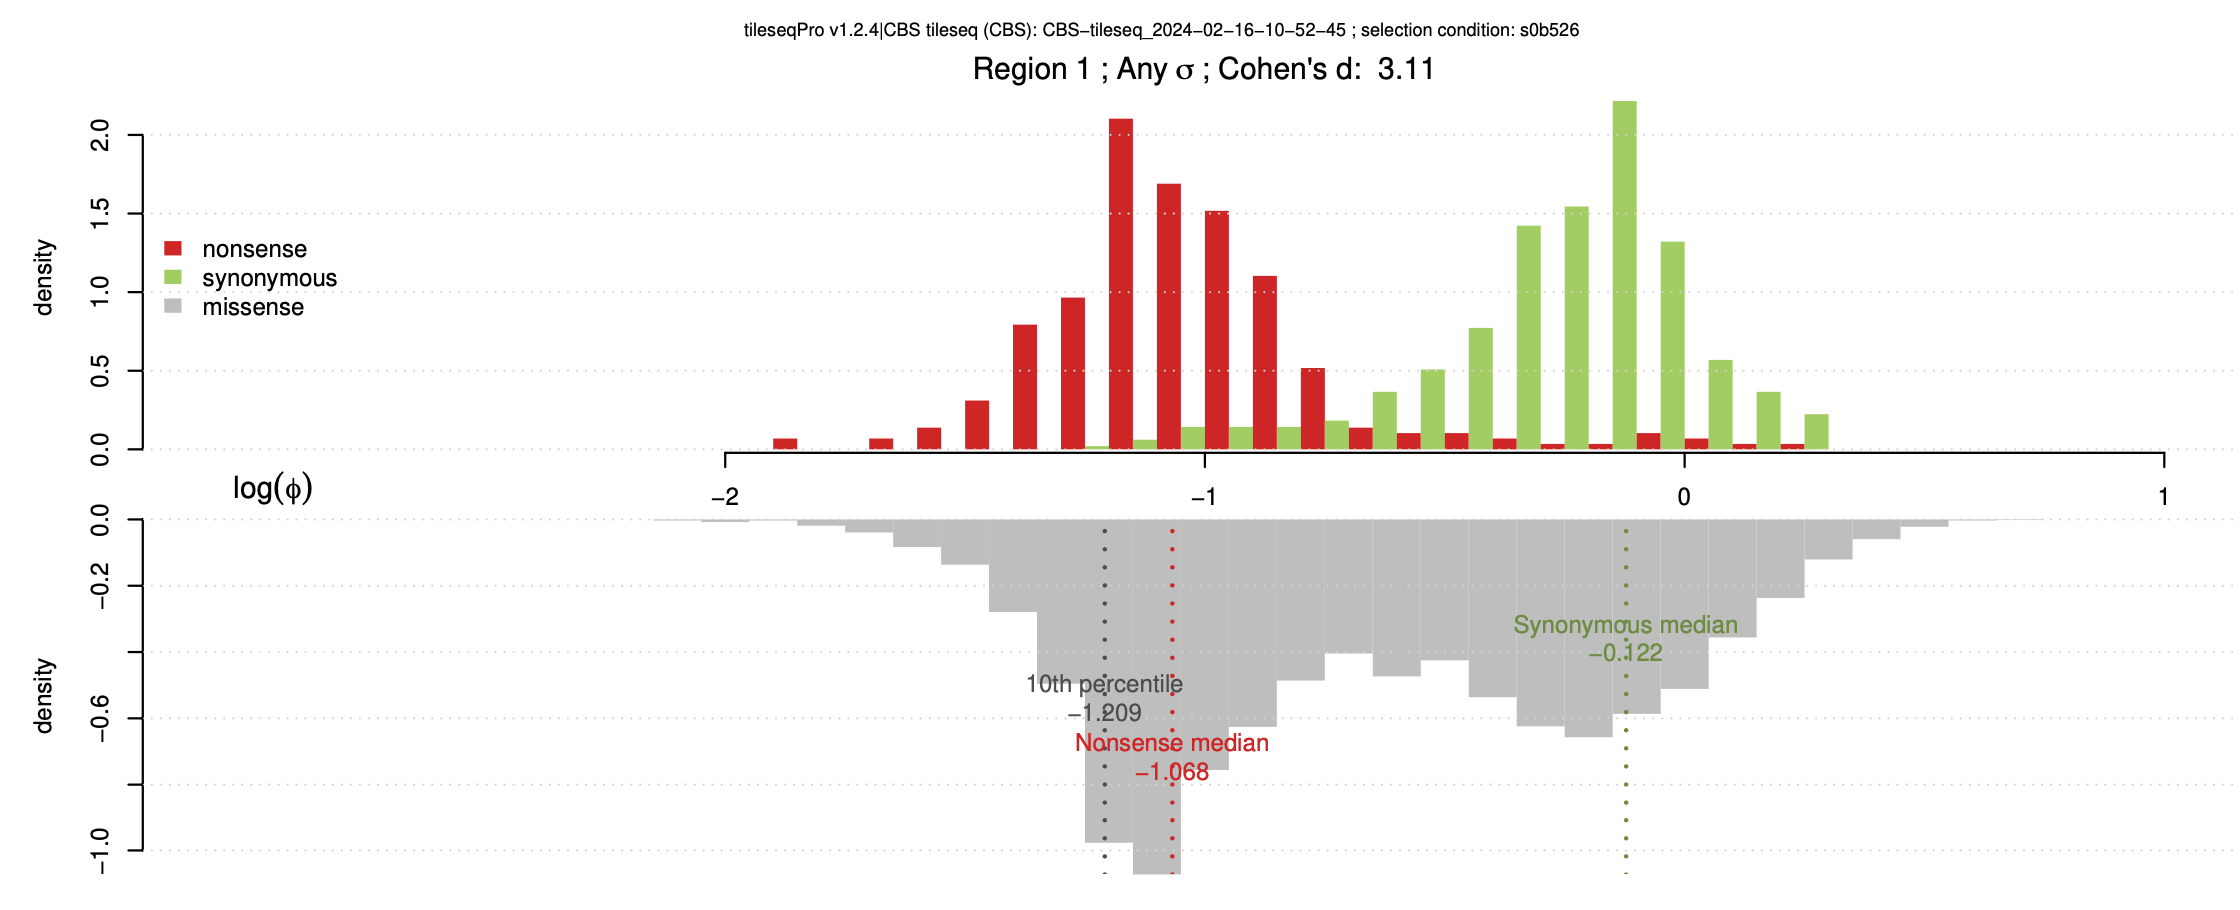 tileseqPro v1.2.4|CBS tileseq (CBS): CBS−tileseq_2024−02−16−10−52−45 ; selection condition: s0b526
Region 1 ; Any σ ; Cohen's d:  3.11
density
2.0
1.5
1.0
0.5
0.0
nonsense
synonymous
missense
log(ϕ)
−2
−1
0
1
density
0.0
−0.2
−0.6
−1.0
Synonymous median
−0.122
10th percentile
−1.209
Nonsense median
−1.068